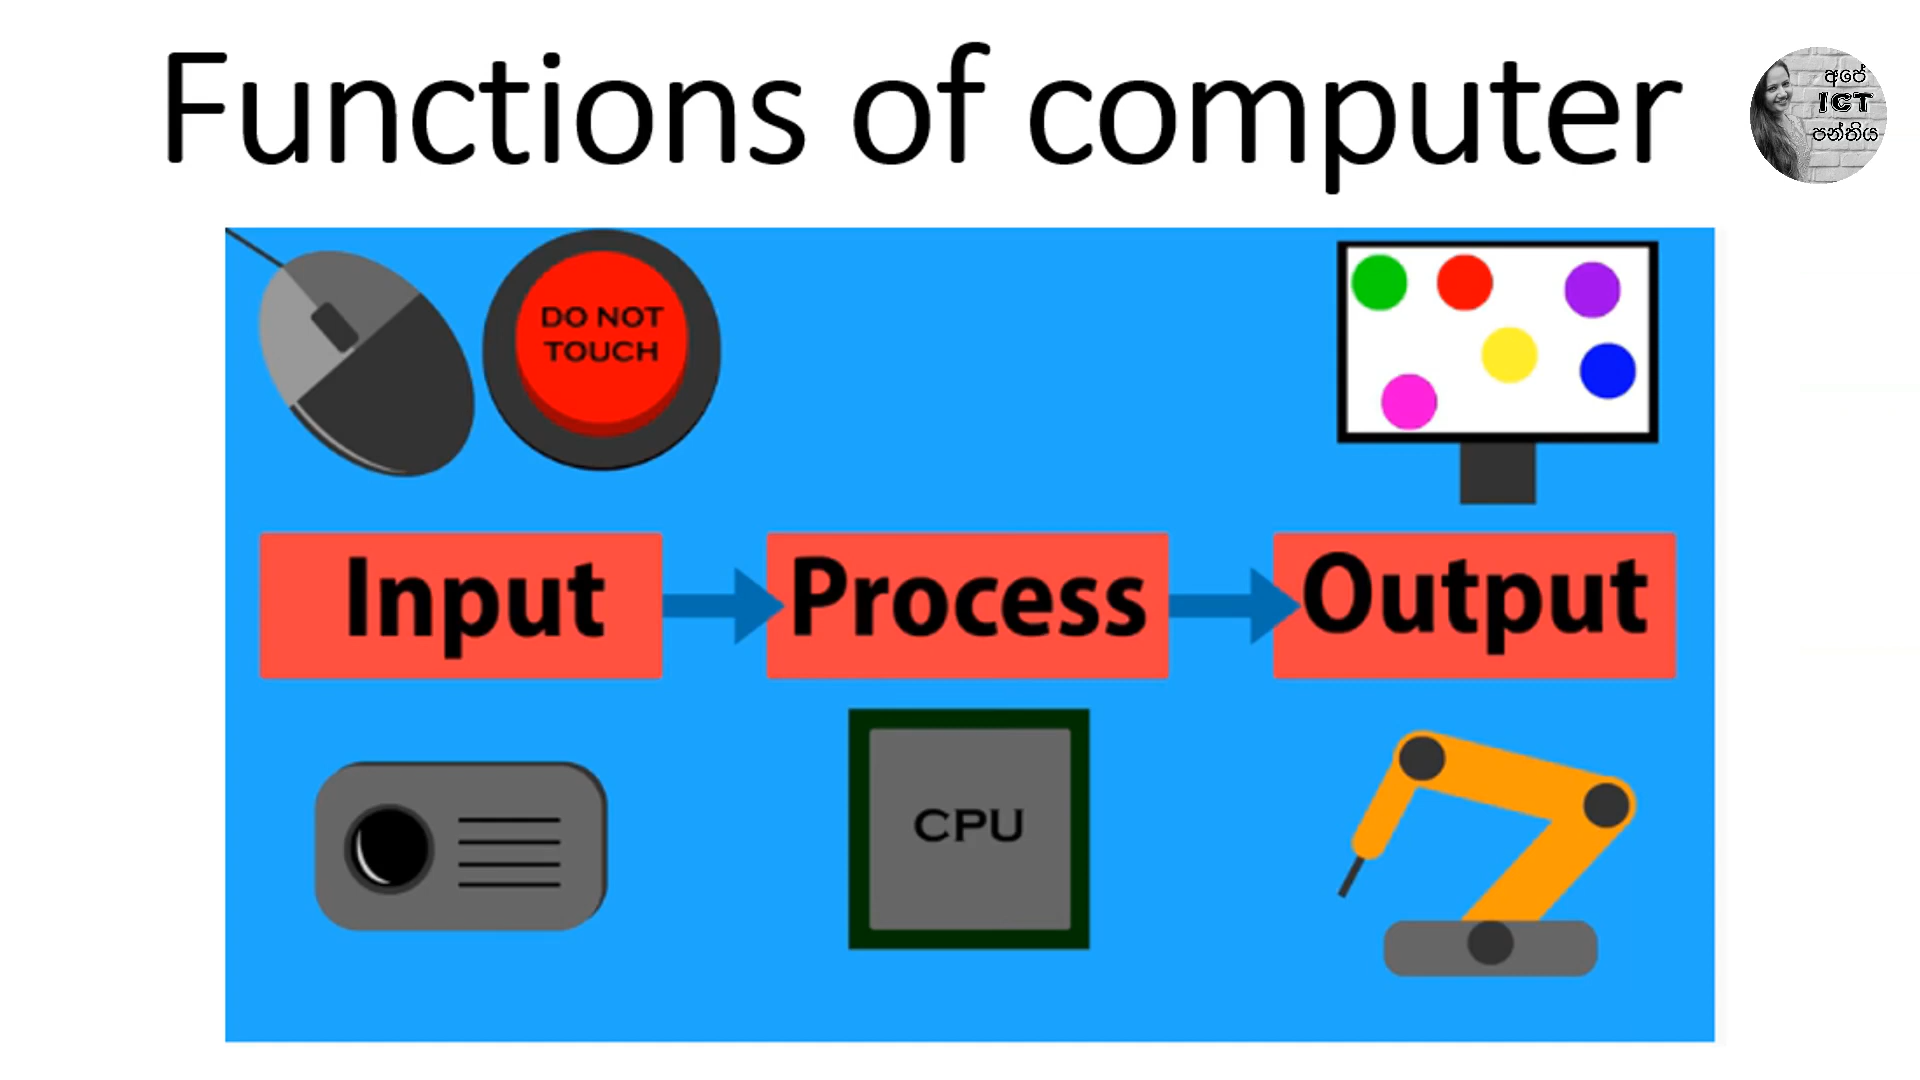 Functions of computer
අපේ
ICT
පන්තිය
DO NOT
TOUCH
Input
Process
Output
CPU